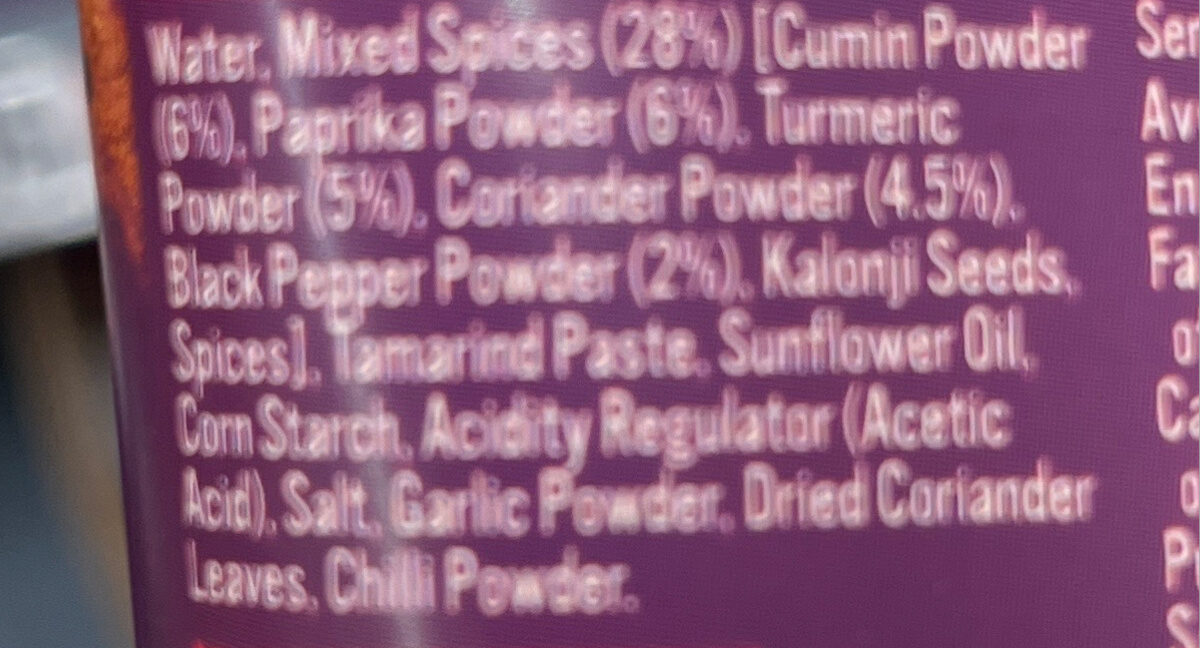 Water, Mixed Spices (28%) [Cumin Powder
(6%), Paprika Powder (6%), Turmeric
Powder (5%), Coriander Powder (4.5%),
Black Pepper Powder (2%), Kalonji Seeds,
Spices], Tamarind Paste, Sunflower Oil,
Corn Starch, Acidity Regulator (Acetic
Acid), Salt, Garlic Powder, Dried Coriander
Leaves, Chilli Powder.